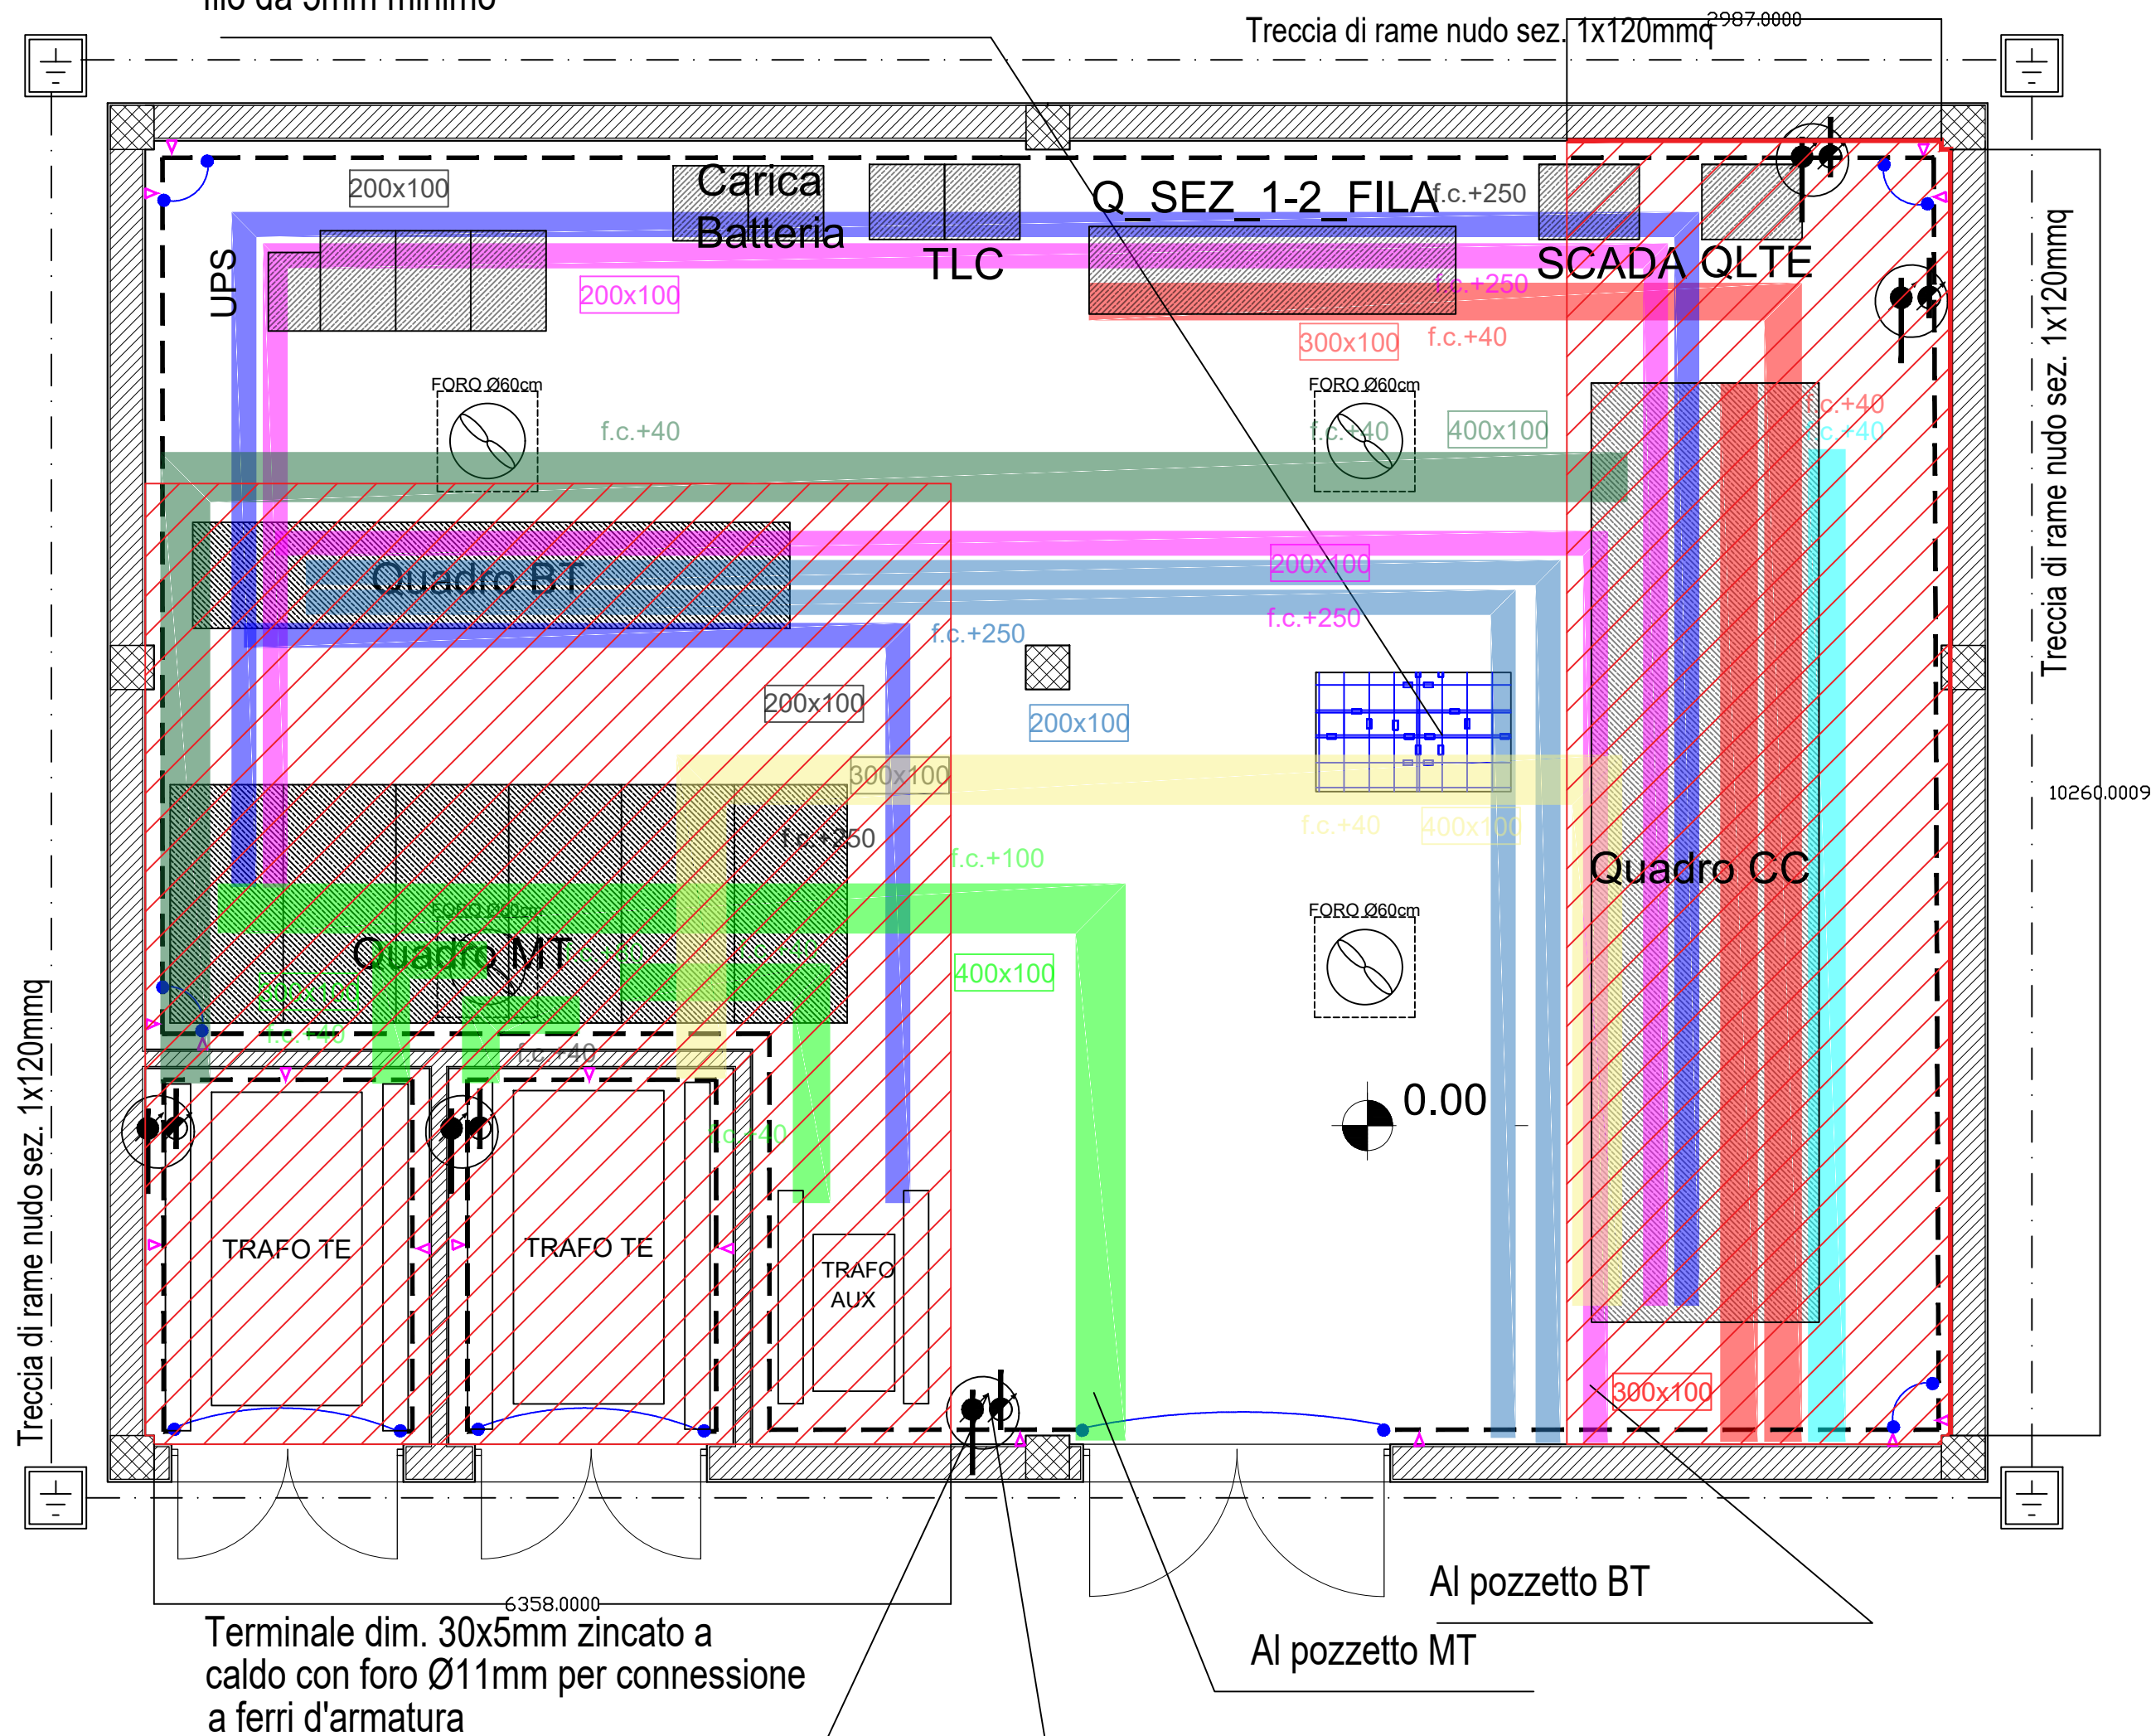 filo da 5mm minimo
Treccia di rame nudo sez. 1x120mmq
2987.0000
200x100
Carica
Batteria
TLC
Q_SEZ_1-2_FILA
f.c.+250
SCADA
QLTE
UPS
200x100
f.c.+250
300x100
f.c.+40
Treccia di rame nudo sez. 1x120mmq
FORO Ø60cm
f.c.+40
FORO Ø60cm
f.c.+40
400x100
f.c.+40
f.c.+40
Quadro BT
200x100
f.c.+250
f.c.+250
200x100
200x100
300x100
f.c.+250
f.c.+40
400x100
10260.0009
Quadro CC
f.c.+100
FORO Ø60cm
Quadro MT
FORO Ø60cm
400x100
f.c.+40
f.c.+40
Treccia di rame nudo sez. 1x120mmq
0.00
f.c.+40
TRAFO TE
TRAFO TE
TRAFO
AUX
300x100
6358.0000
Al pozzetto BT
Al pozzetto MT
Terminale dim. 30x5mm zincato a
caldo con foro Ø11mm per connessione
a ferri d'armatura